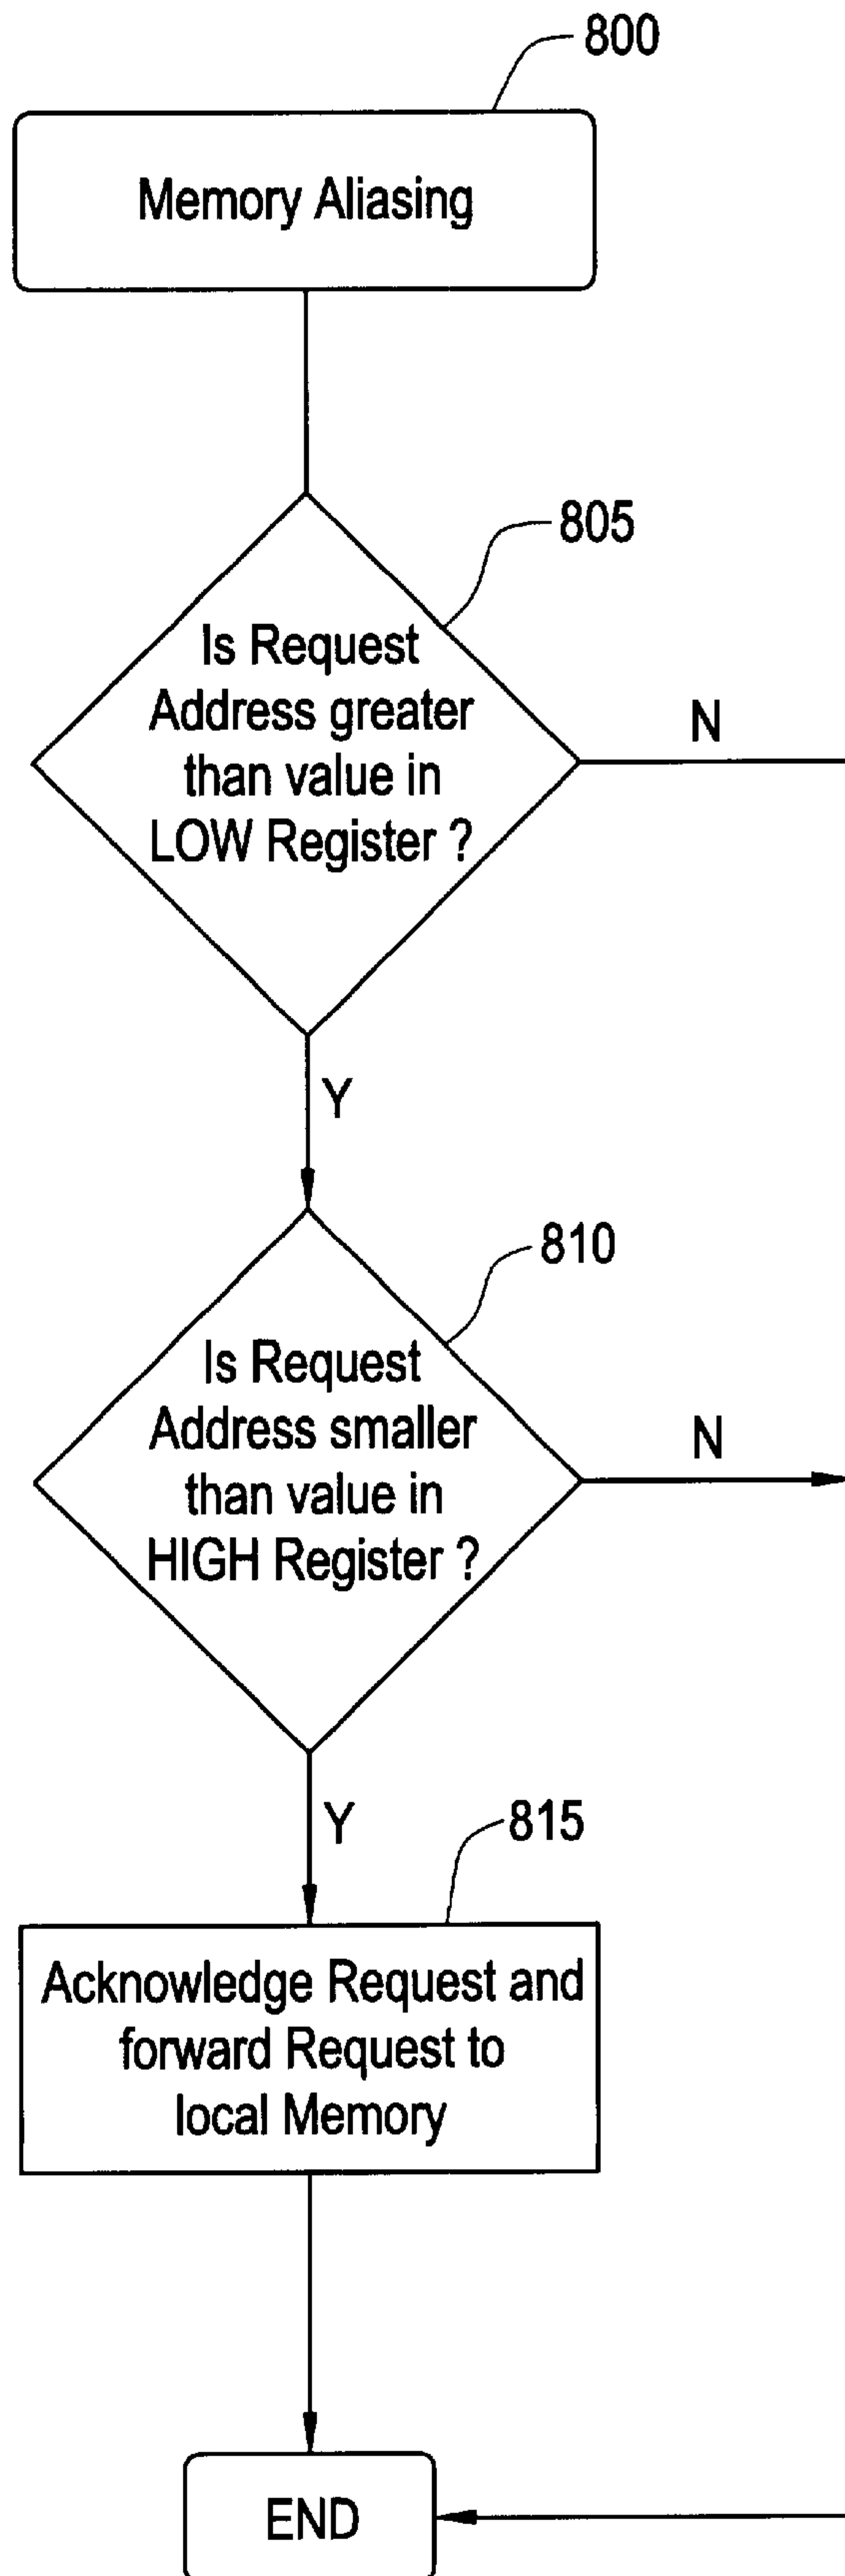 800
Memory Aliasing
805
Is Request
Address greater
than value in
LOW Register ?
N
Y
810
Is Request
Address smaller
than value in
HIGH Register ?
N
Y
815
Acknowledge Request and
forward Request to
local Memory
END